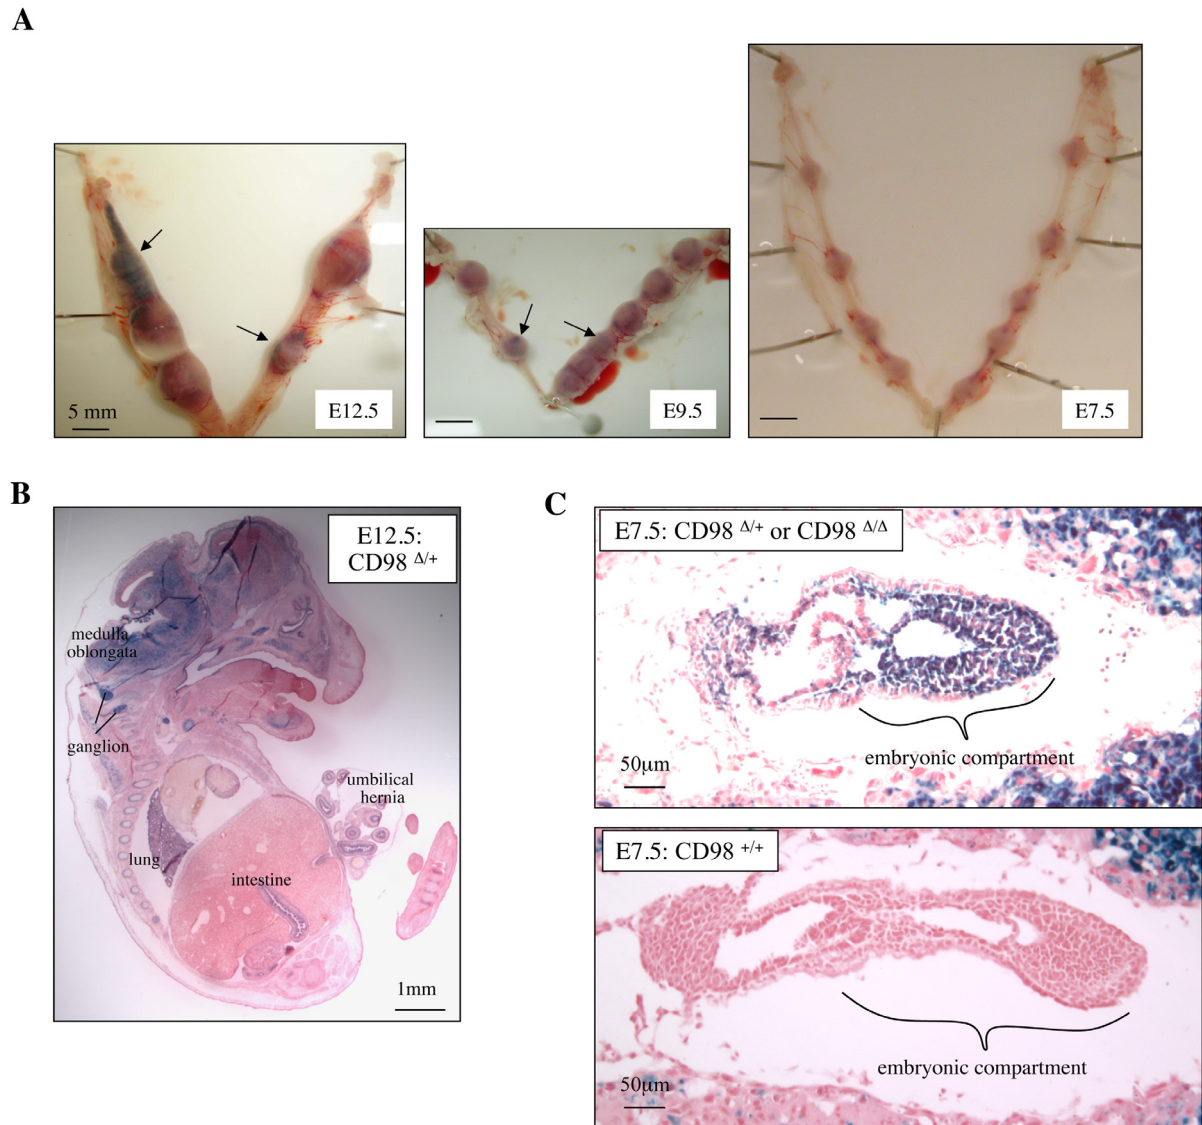 A
5 mm
E12.5
E9.5
E7.5
B
E12.5:
CD98 Δ/+
medulla
oblongata
ganglion
umbilical
hernia
lung
intestine
1mm
C
E7.5: CD98 Δ/+ or CD98 Δ/Δ
embryonic compartment
50μm
E7.5: CD98 +/+
embryonic compartment
50μm